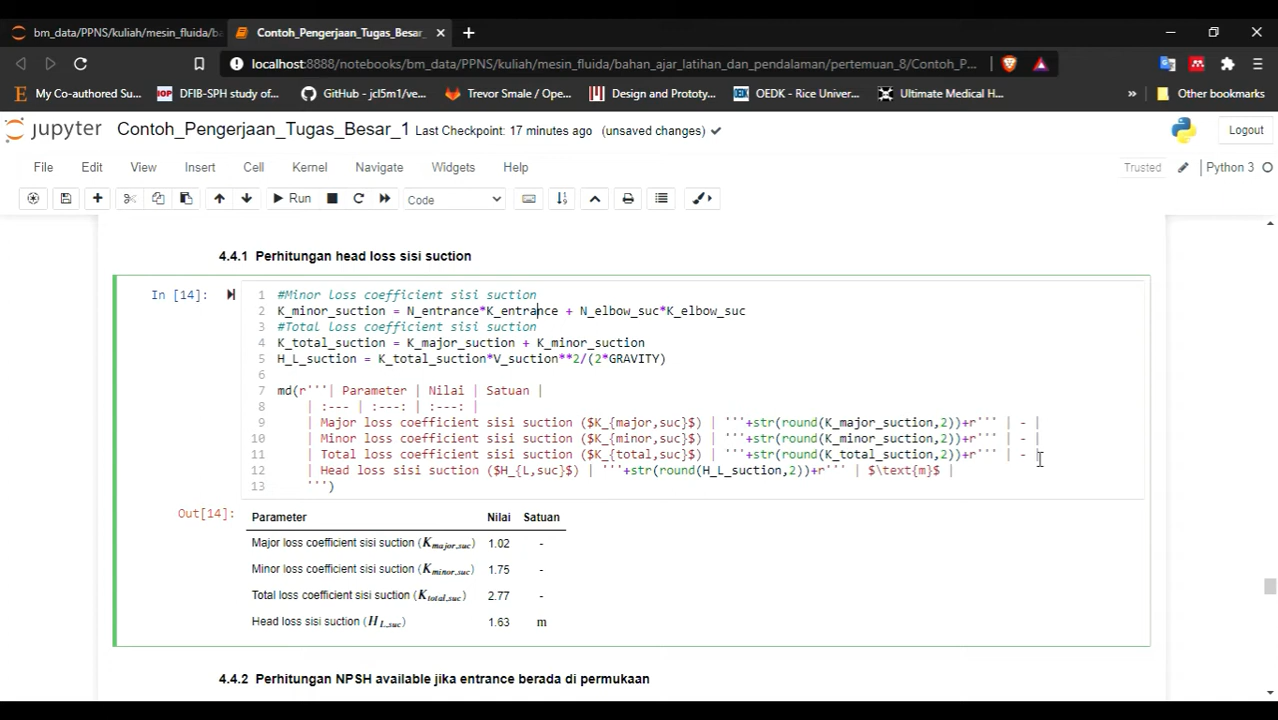 bm_data/PPNS/kuliah/mesin_fluida/ba
Contoh_Pengerjaan_Tugas_Besar_
localhost:8888/notebooks/bm_data/PPNS/kuliah/mesin_fluida/bahan_ajar_latihan_dan_pendalaman/pertemuan_8/Contoh_P...
My Co-authored Su...
IOP
DFIB-SPH study of...
GitHub - jcl5m1/ve...
Trevor Smale / Ope...
Design and Prototy...
OEDK
OEDK - Rice Univer...
Ultimate Medical H...
»
Other bookmarks
jupyter Contoh_Pengerjaan_Tugas_Besar_1 Last Checkpoint: 17 minutes ago (unsaved changes)
Logout
File Edit View Insert Cell Kernel Navigate Widgets Help
Trusted
Python 3
Run
Code
4.4.1 Perhitungan head loss sisi suction
In [14]:
1 #Minor loss coefficient sisi suction
2 K_minor_suction = N_entrance*K_entrance + N_elbow_suc*K_elbow_suc
3 #Total loss coefficient sisi suction
4 K_total_suction = K_major_suction + K_minor_suction
5 H_L_suction = K_total_suction*V_suction**2/(2*GRAVITY)
6
7 md(r'''| Parameter | Nilai | Satuan |
8 | :--- | :---: | :---: |
9 | Major loss coefficient sisi suction ($K_{major,suc}$) | '''+str(round(K_major_suction,2))+r''' | - |
10 | Minor loss coefficient sisi suction ($K_{minor,suc}$) | '''+str(round(K_minor_suction,2))+r''' | - |
11 | Total loss coefficient sisi suction ($K_{total,suc}$) | '''+str(round(K_total_suction,2))+r''' | - |
12 | Head loss sisi suction ($H_{L,suc}$) | '''+str(round(H_L_suction,2))+r''' | $\text{m}$ |
13 ''')
Out[14]:
Parameter Nilai Satuan
Major loss coefficient sisi suction (K_major,suc) 1.02 -
Minor loss coefficient sisi suction (K_minor,suc) 1.75 -
Total loss coefficient sisi suction (K_total,suc) 2.77 -
Head loss sisi suction (H_L,suc) 1.63 m
4.4.2 Perhitungan NPSH available jika entrance berada di permukaan